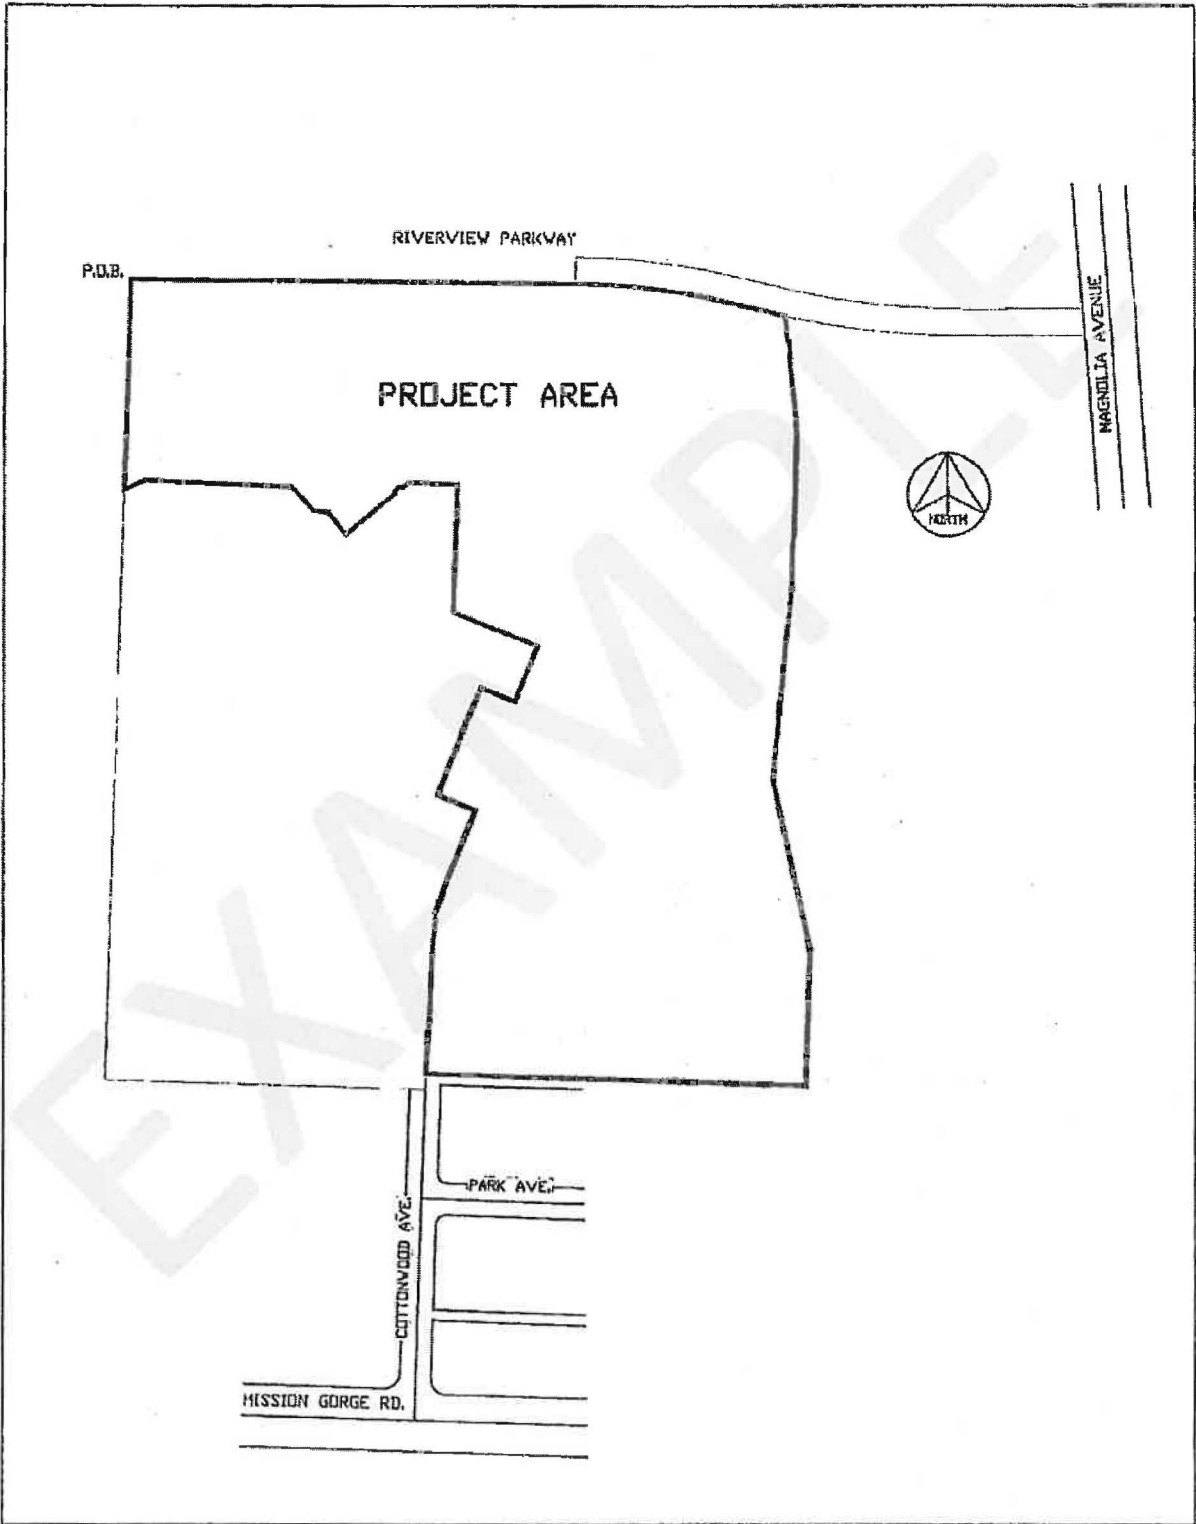 RIVERVIEW PARKWAY
P.O.B.
PROJECT AREA
MAGNOLIA AVENUE
NORTH
EXAMPLE
PARK AVE.
COTTONWOOD AVE.
MISSION GORGE RD.